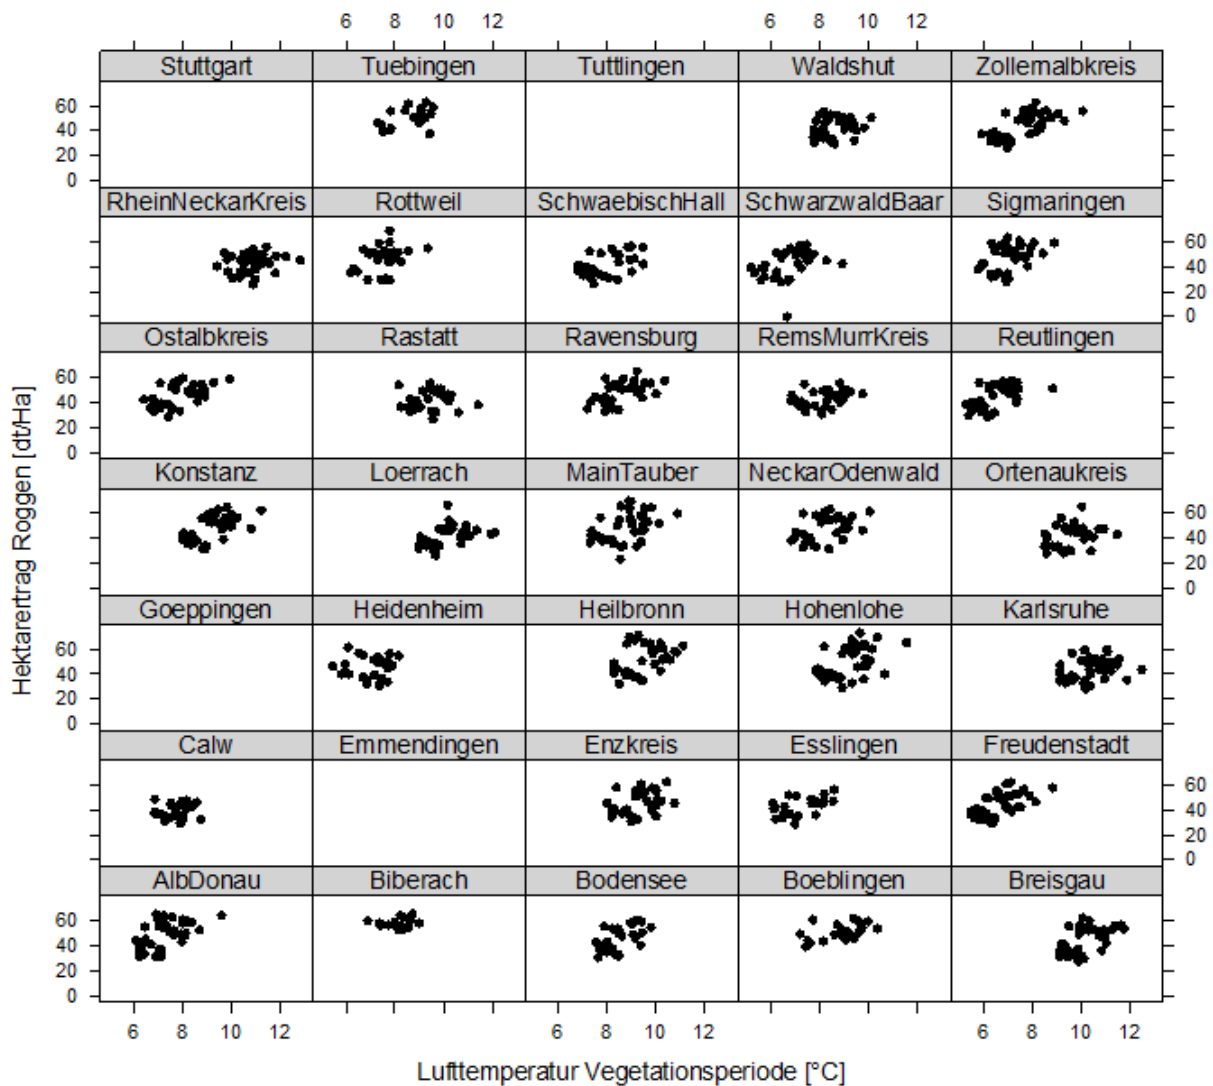 6 8 10 12 6 8 10 12
Stuttgart Tuebingen Tuttlingen Waldshut Zollernalbkreis
60
40
20
0
RheinNeckarKreis Rottweil SchwaebischHall SchwarzwaldBaar Sigmaringen
60
40
20
0
Ostalbkreis Rastatt Ravensburg RemsMurrKreis Reutlingen
60
40
20
0
Konstanz Loerrach MainTauber NeckarOdenwald Ortenaukreis
60
40
20
0
Goeppingen Heidenheim Heilbronn Hohenlohe Karlsruhe
60
40
20
0
Calw Emmendingen Enzkreis Esslingen Freudenstadt
60
40
20
0
AlbDonau Biberach Bodensee Boeblingen Breisgau
60
40
20
0
6 8 10 12 6 8 10 12 6 8 10 12
Hektarertrag Roggen [dt/Ha]
Lufttemperatur Vegetationsperiode [°C]